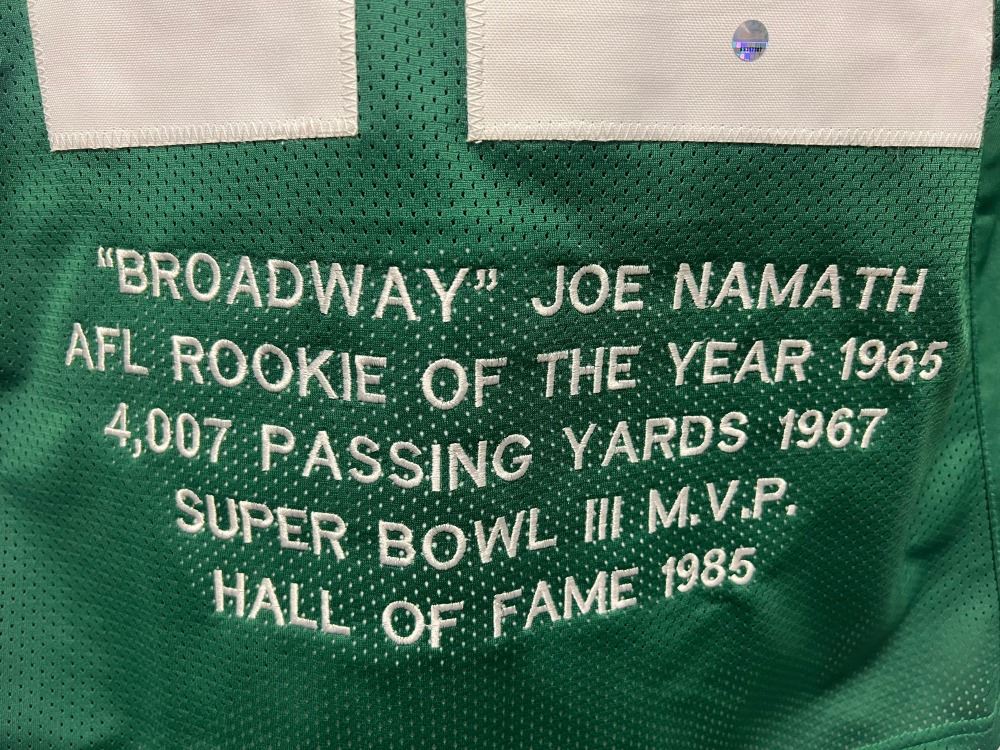 “BROADWAY” JOE NAMATH
AFL ROOKIE OF THE YEAR 1965
4,007 PASSING YARDS 1967
SUPER BOWL III M.V.P.
HALL OF FAME 1985